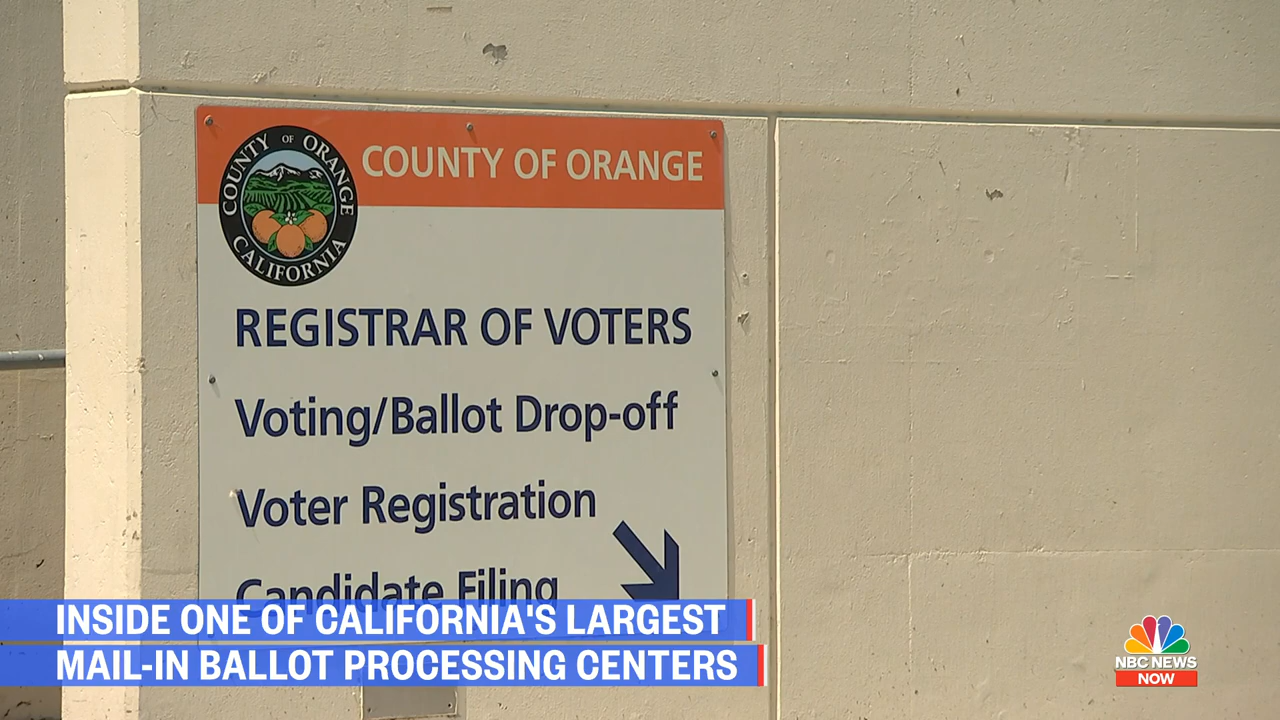 COUNTY OF ORANGE
CALIFORNIA
COUNTY OF ORANGE
REGISTRAR OF VOTERS
Voting/Ballot Drop-off
Voter Registration
Candidate Filing
INSIDE ONE OF CALIFORNIA'S LARGEST
MAIL-IN BALLOT PROCESSING CENTERS
NBC NEWS
NOW